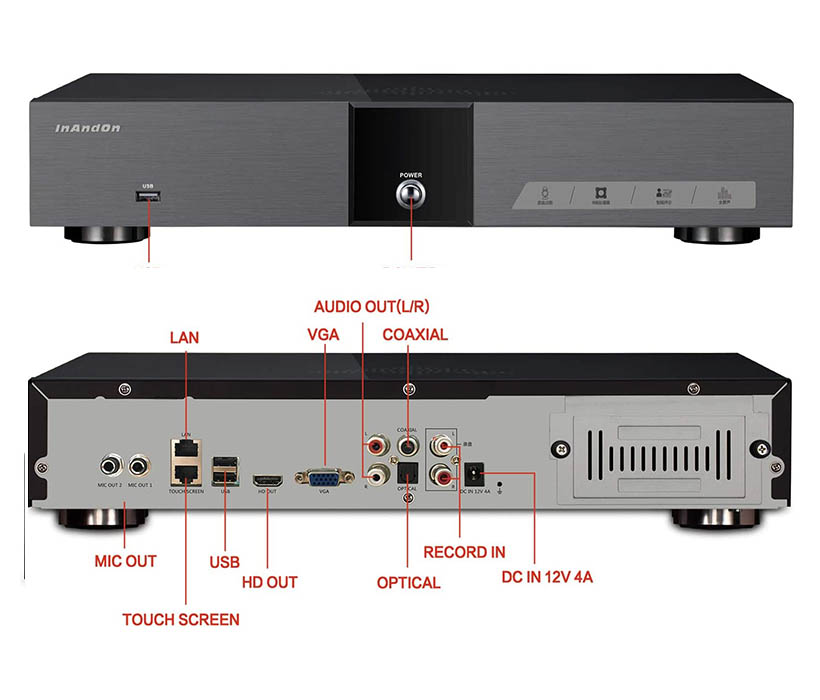 InAndOn
USB
POWER
AUDIO OUT(L/R)
LAN
VGA
COAXIAL
LAN
L
COAXIAL
L
MIC OUT 2
MIC OUT 1
TOUCH SCREEN
USB
HD OUT
VGA
R
OPTICAL
R
DC IN 12V 4A
MIC OUT
USB
HD OUT
OPTICAL
RECORD IN
DC IN 12V 4A
TOUCH SCREEN